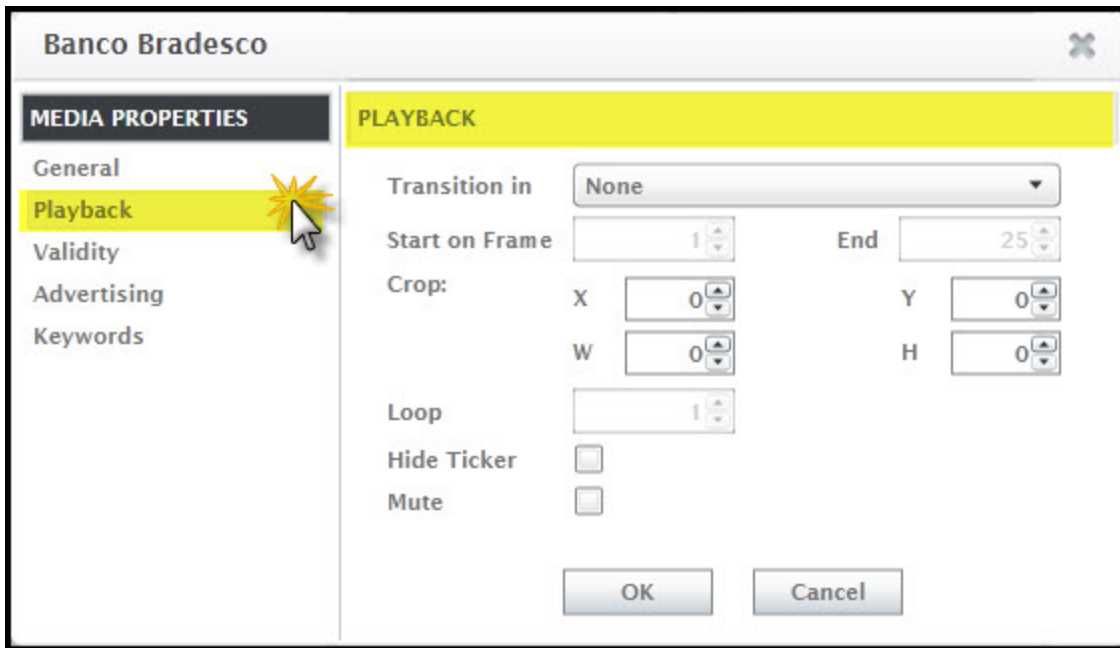 Banco Bradesco
MEDIA PROPERTIES
General
Playback
Validity
Advertising
Keywords
PLAYBACK
Transition in None
Start on Frame 1 End 25
Crop: X 0 Y 0
W 0 H 0
Loop 1
Hide Ticker
Mute
OK Cancel